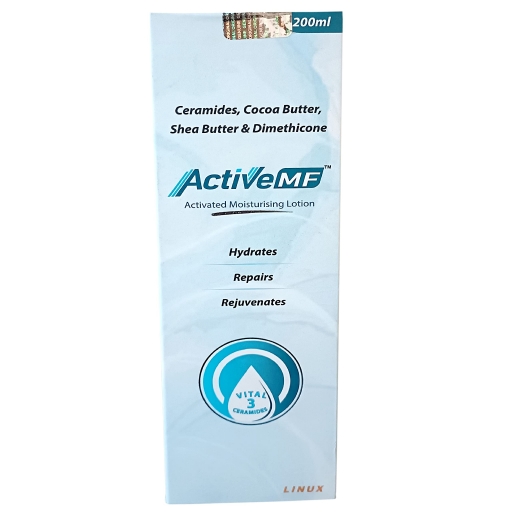 200ml
Ceramides, Cocoa Butter,
Shea Butter & Dimethicone
ActiveMF™
Activated Moisturising Lotion
Hydrates
Repairs
Rejuvenates
VITAL
3
CERAMIDES
LINUX